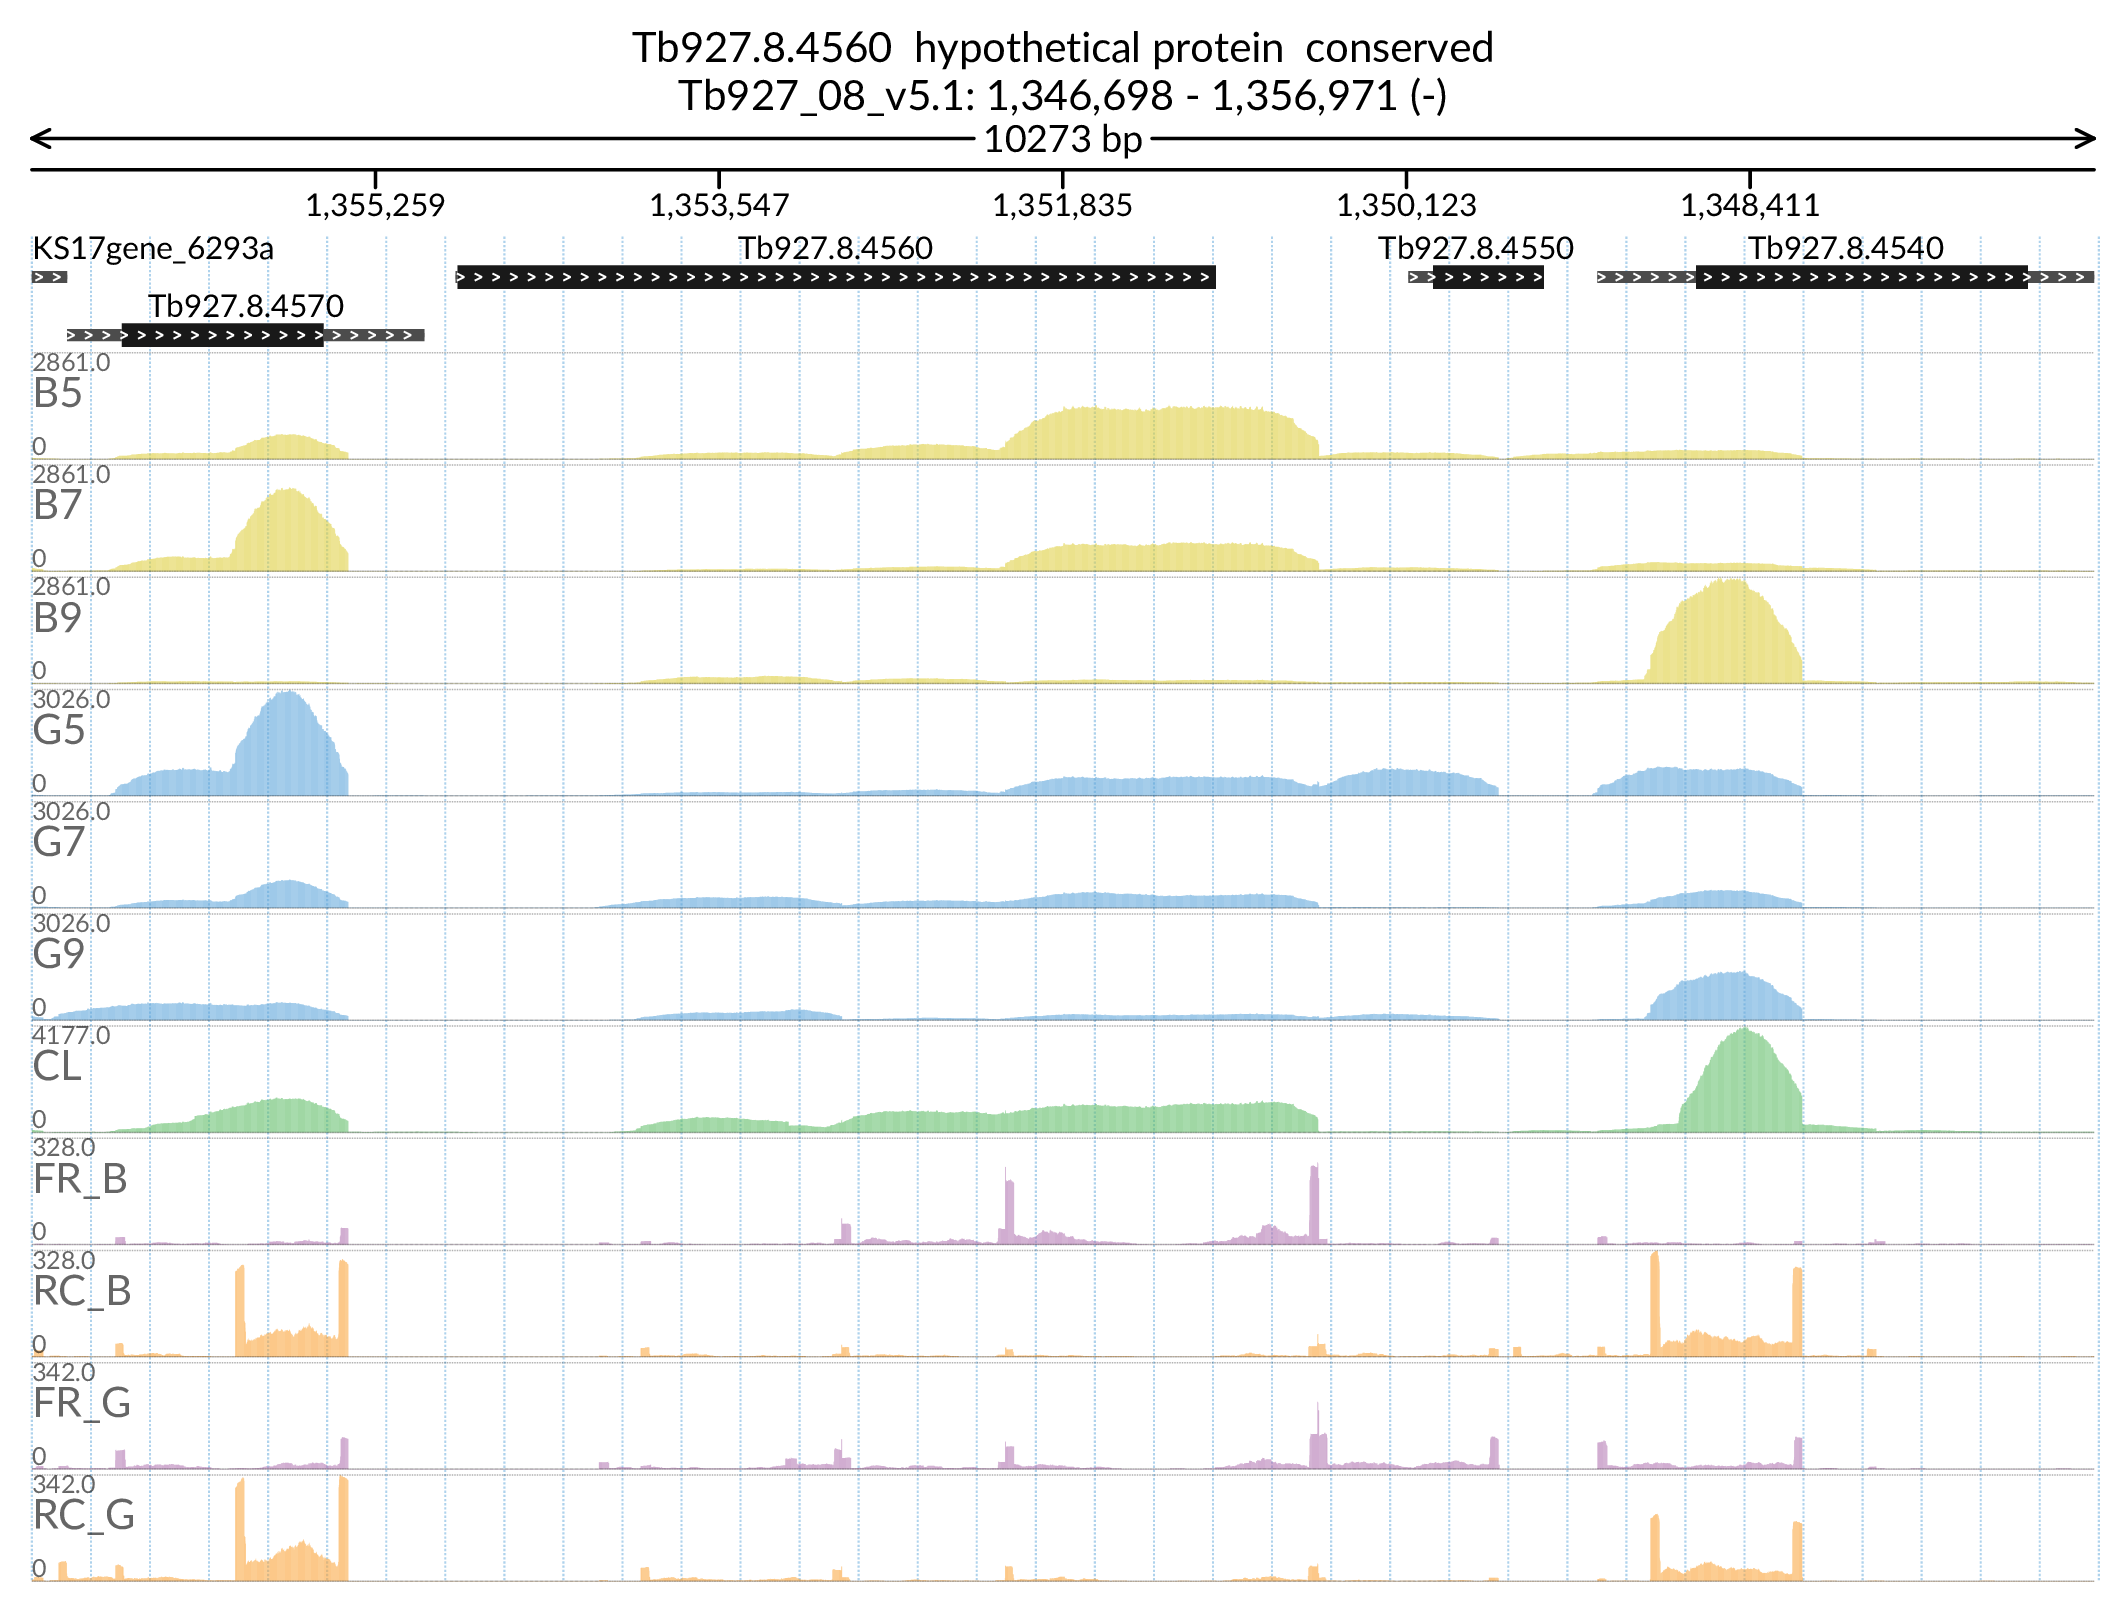 Tb927.8.4560  hypothetical protein  conserved
Tb927_08_v5.1: 1,346,698 - 1,356,971 (-)
10273 bp
1,355,259 1,353,547 1,351,835 1,350,123 1,348,411
KS17gene_6293a Tb927.8.4560 Tb927.8.4550 Tb927.8.4540
Tb927.8.4570
2861.0
B5
0
2861.0
B7
0
2861.0
B9
0
3026.0
G5
0
3026.0
G7
0
3026.0
G9
0
4177.0
CL
0
328.0
FR_B
0
328.0
RC_B
0
342.0
FR_G
0
342.0
RC_G
0